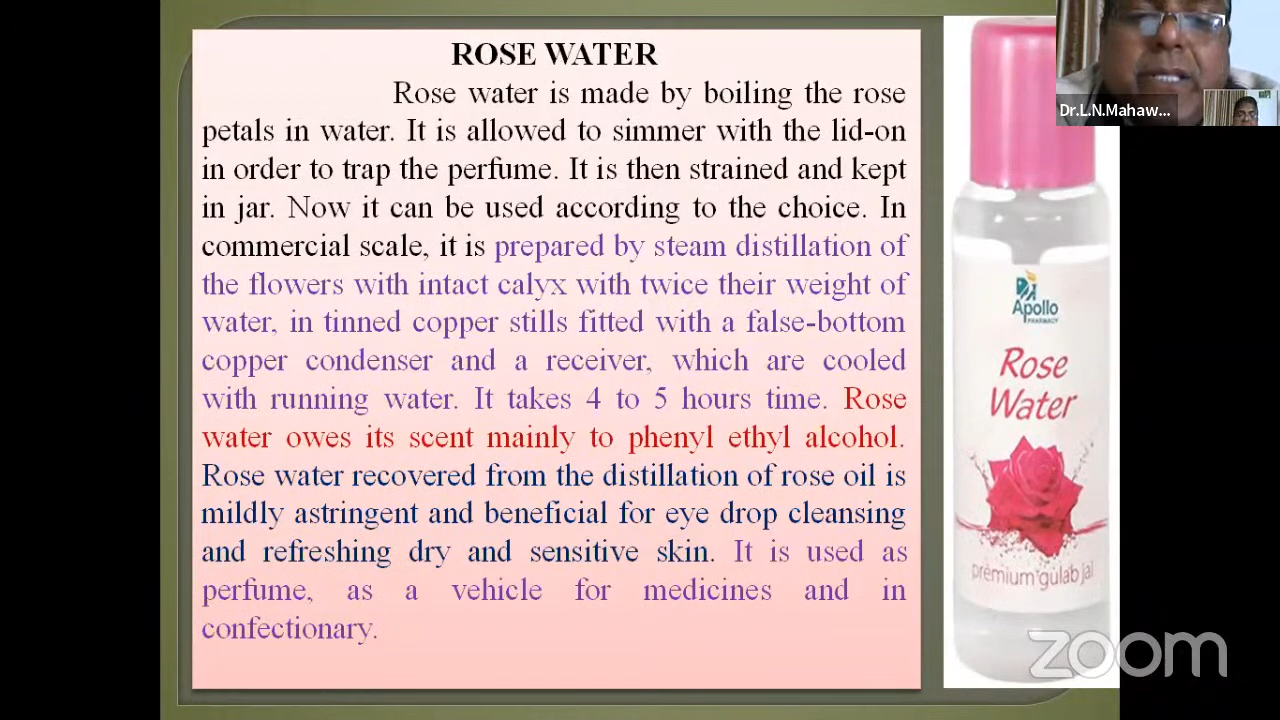 ROSE WATER
Rose water is made by boiling the rose
petals in water. It is allowed to simmer with the lid-on
in order to trap the perfume. It is then strained and kept
in jar. Now it can be used according to the choice. In
commercial scale, it is prepared by steam distillation of
the flowers with intact calyx with twice their weight of
water, in tinned copper stills fitted with a false-bottom
copper condenser and a receiver, which are cooled
with running water. It takes 4 to 5 hours time. Rose
water owes its scent mainly to phenyl ethyl alcohol.
Rose water recovered from the distillation of rose oil is
mildly astringent and beneficial for eye drop cleansing
and refreshing dry and sensitive skin. It is used as
perfume, as a vehicle for medicines and in
confectionary.
Dr.L.N.Mahaw...
Apollo
PHARMACY
Rose
Water
premium gulab jal
zoom